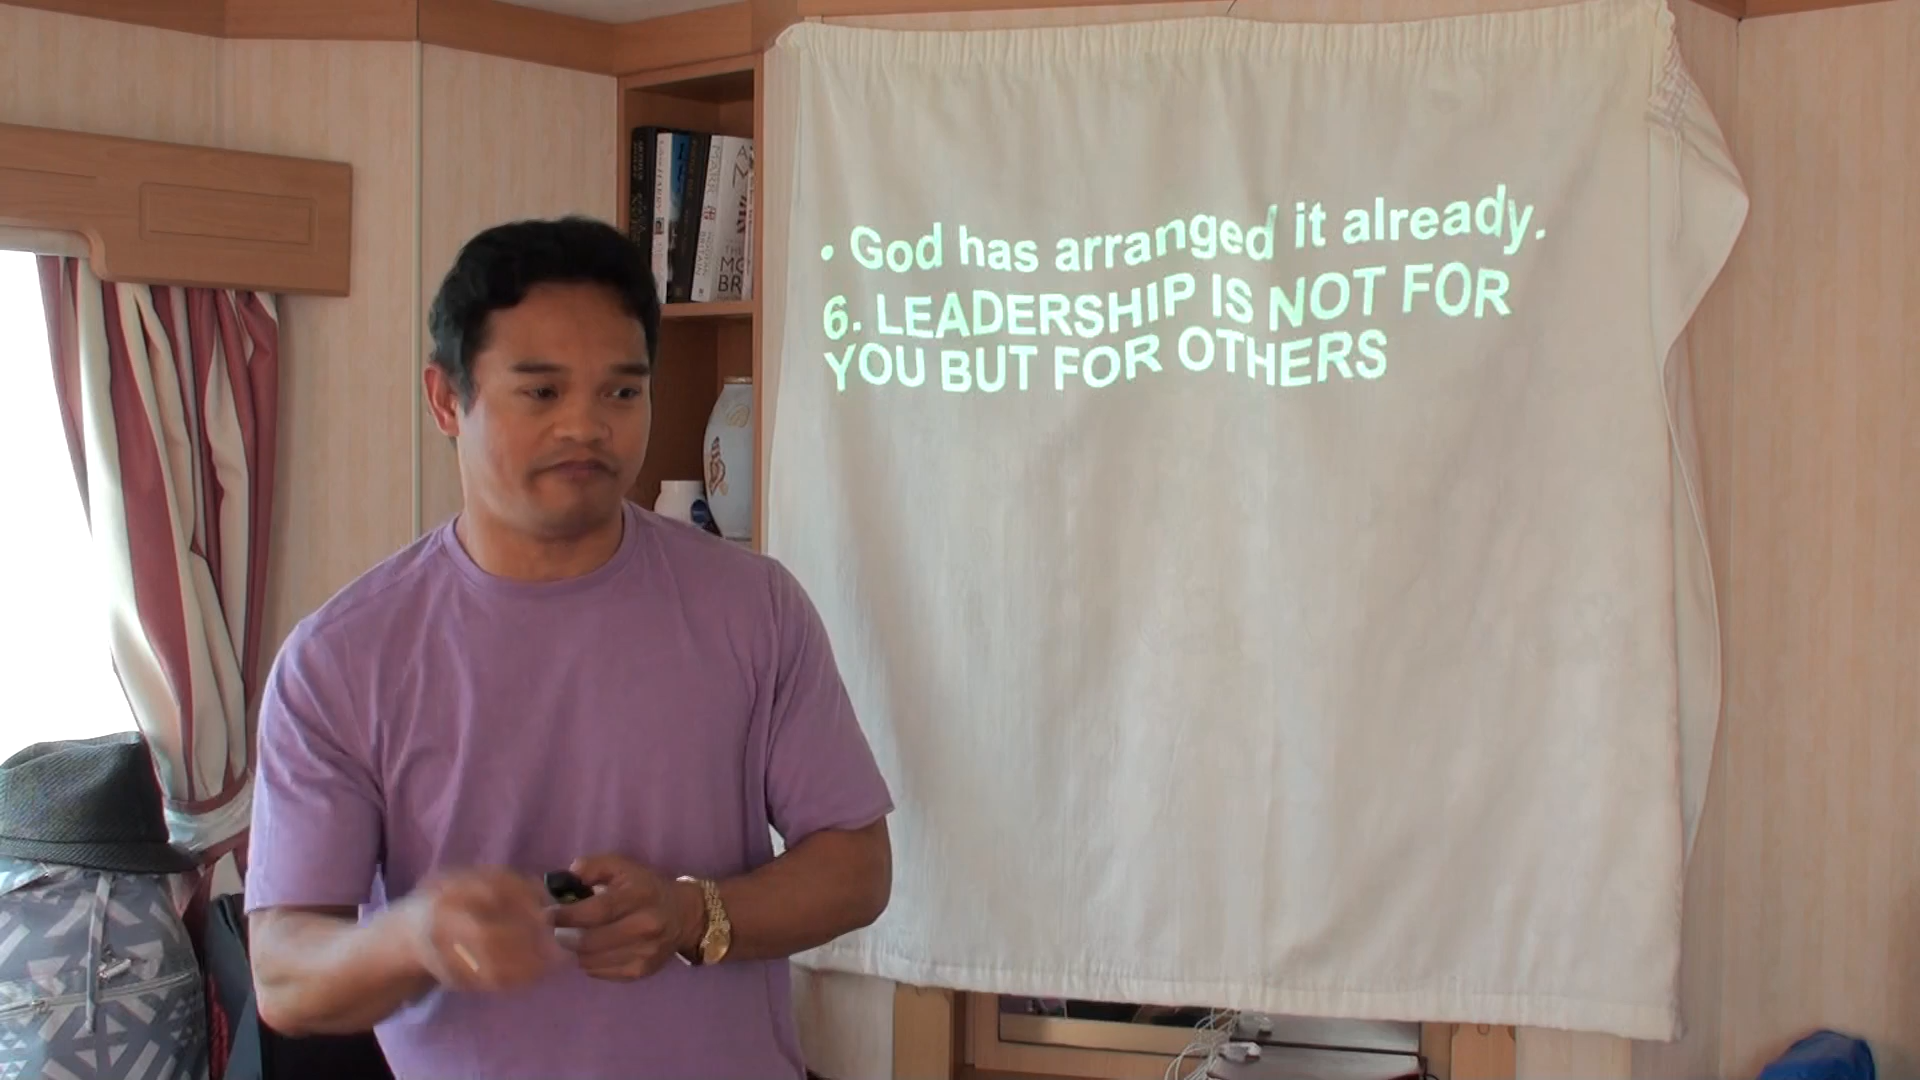 • God has arranged it already.
6. LEADERSHIP IS NOT FOR
YOU BUT FOR OTHERS